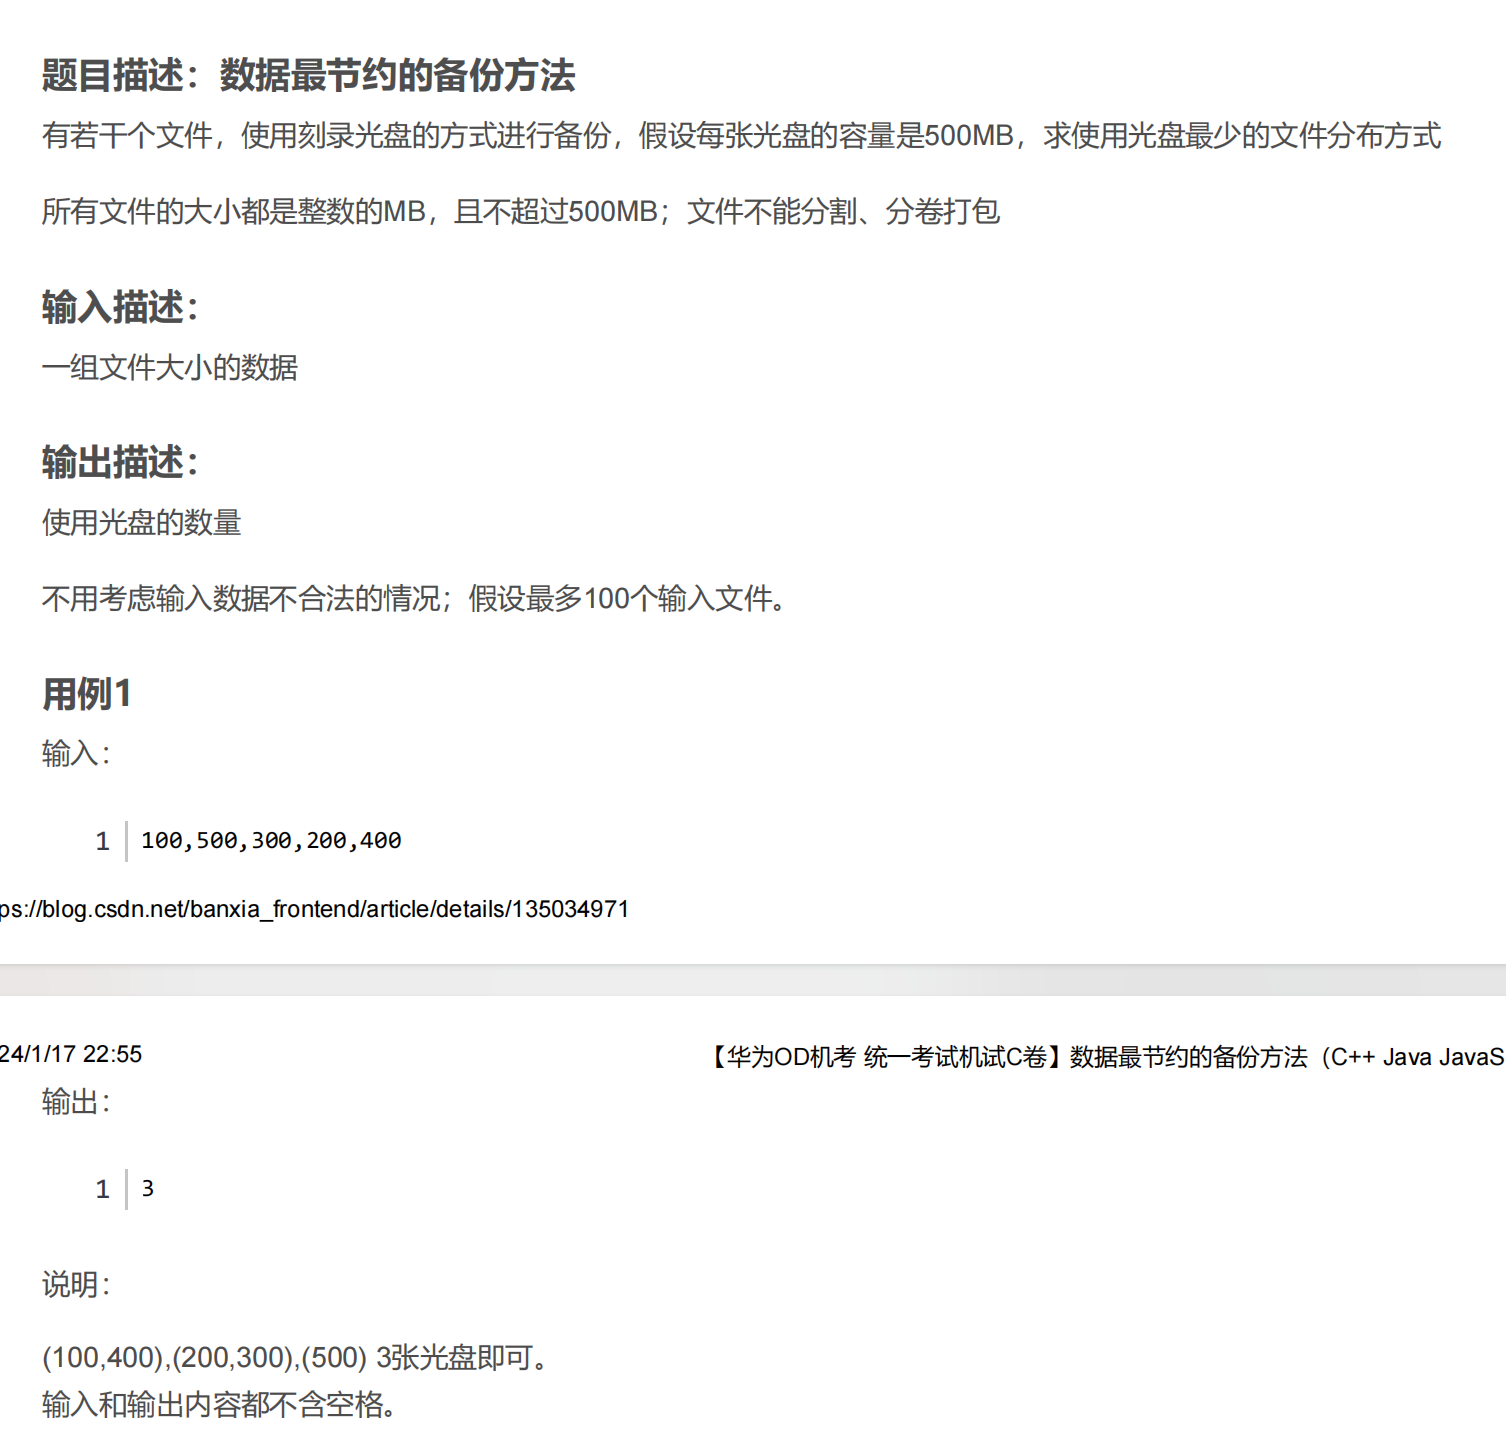 题目描述：数据最节约的备份方法
有若干个文件，使用刻录光盘的方式进行备份，假设每张光盘的容量是500MB，求使用光盘最少的文件分布方式
所有文件的大小都是整数的MB，且不超过500MB；文件不能分割、分卷打包
输入描述：
一组文件大小的数据
输出描述：
使用光盘的数量
不用考虑输入数据不合法的情况；假设最多100个输入文件。
用例1
输入：
1 100,500,300,200,400
ps://blog.csdn.net/banxia_frontend/article/details/135034971
24/1/17 22:55 【华为OD机考 统一考试机试C卷】数据最节约的备份方法（C++ Java JavaS
输出：
1 3
说明：
(100,400),(200,300),(500) 3张光盘即可。
输入和输出内容都不含空格。